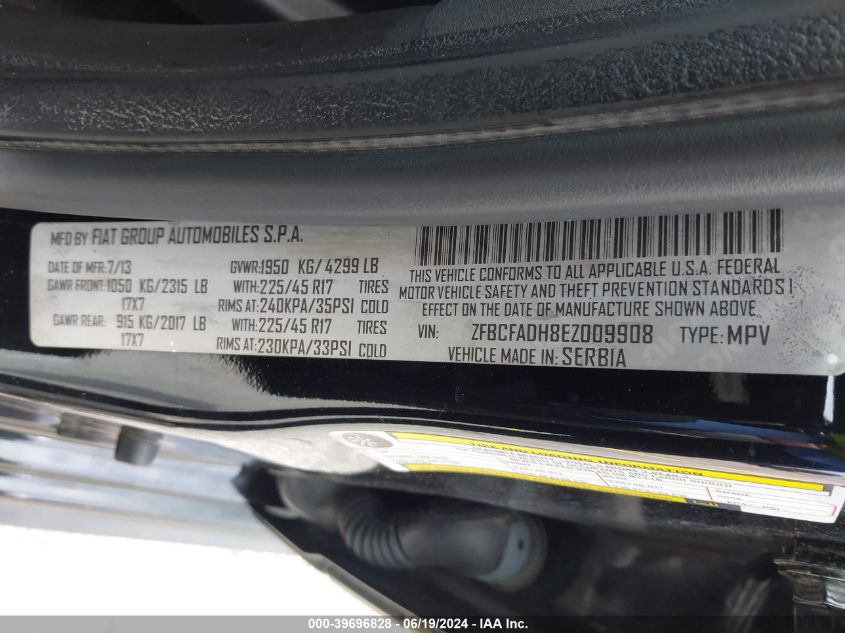 MFD BY FIAT GROUP AUTOMOBILES S.P.A.
DATE OF MFR:7/13 GVWR:1950 KG/4299 LB
GAWR FRONT:1050 KG/2315 LB WITH:225/45 R17 TIRES
17X7 RIMS AT:240KPA/35PSI COLD
GAWR REAR: 915 KG/2017 LB WITH:225/45 R17 TIRES
17X7 RIMS AT:230KPA/33PSI COLD
THIS VEHICLE CONFORMS TO ALL APPLICABLE U.S.A. FEDERAL
MOTOR VEHICLE SAFETY AND THEFT PREVENTION STANDARDS I
EFFECT ON THE DATE OF MANUFACTURE SHOWN ABOVE.
VIN: ZFBCFADH8EZ009908 TYPE:MPV
VEHICLE MADE IN:SERBIA
TIRE AND LOADING INFORMATION
000-39696828 - 06/19/2024 - IAA Inc.